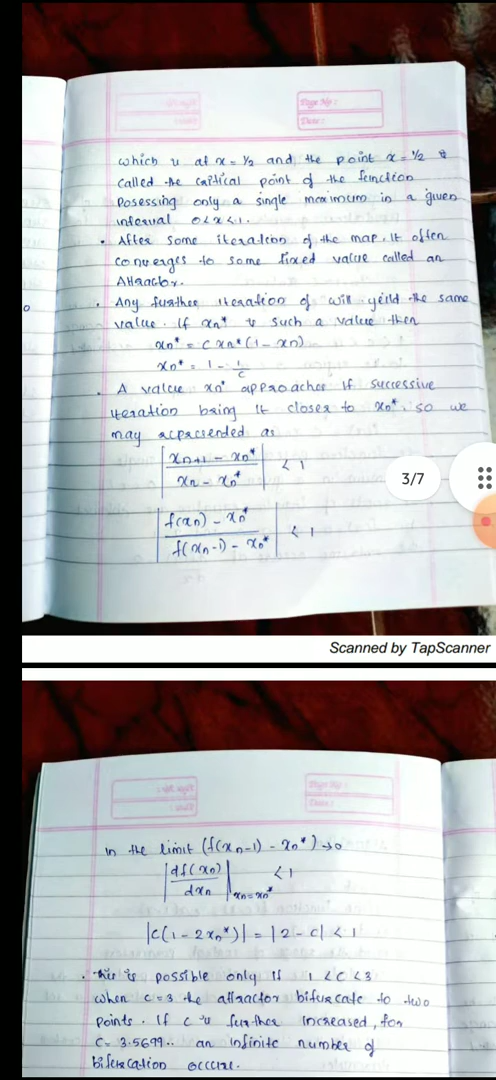 Page No :
Date :
which is at x = 1/2 and the point x = 1/2 is
called the critical point of the function
Posessing only a single maximum in a given
interval 0 < x < 1.
• After some iteration of the map, it often
converges to some fixed value called an
Attractor.
• Any further iteration of will yeild the same
value. If xn* is such a value then
xn* = c xn* (1 - xn)
xn* = 1 - 1/c
• A value xn* approaches if successive
iteration bring it closer to xn*. so we
may represented as
| xn+1 - xn* / xn - xn* | < 1
3/7
| f(xn) - xn* / f(xn-1) - xn* | < 1
Scanned by TapScanner
Page No :
Date :
In the limit (f(xn-1) - xn*) → 0
| df(xn) / dxn | xn = xn* < 1
|c(1 - 2xn*)| = |2 - c| < 1
• This is possible only if 1 < c < 3
when c = 3 the attractor bifurcate to two
points. If c is further increased, for
c = 3.5699.. an infinite number of
bifurcation occur.